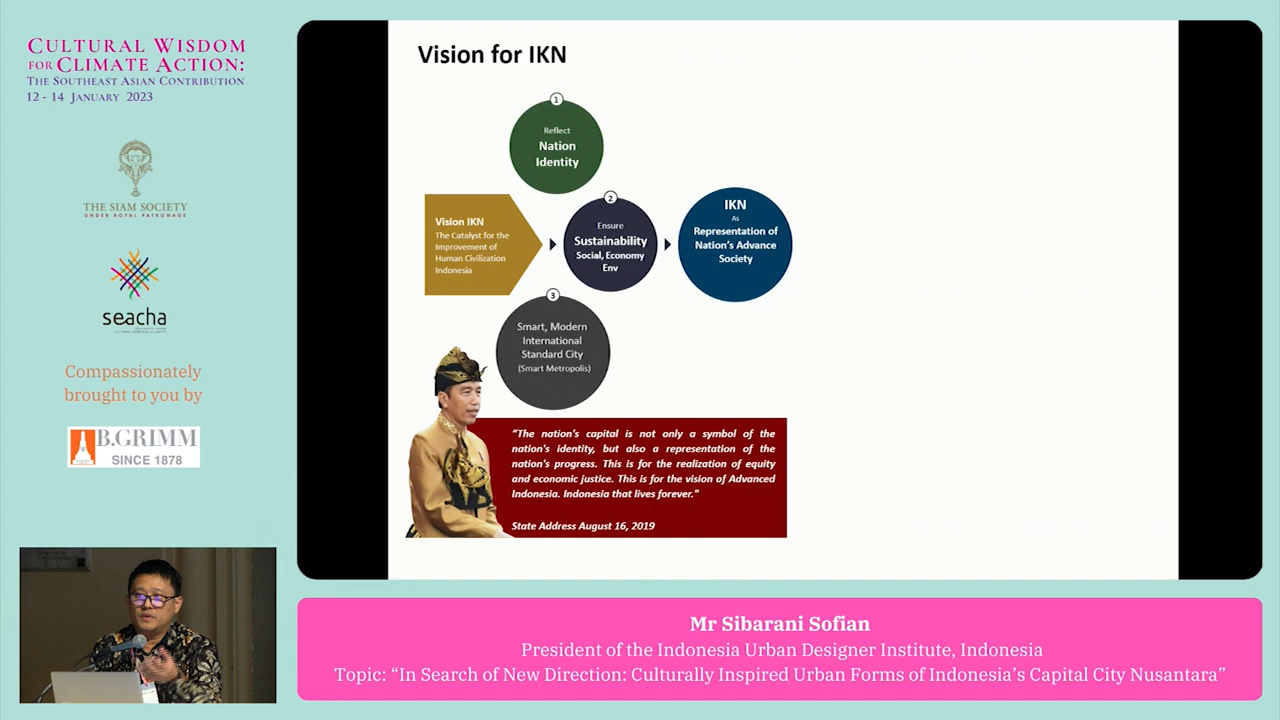 CULTURAL WISDOM
FOR CLIMATE ACTION:
THE SOUTHEAST ASIAN CONTRIBUTION
12 - 14 JANUARY 2023
THE SIAM SOCIETY
UNDER ROYAL PATRONAGE
seacha
Compassionately
brought to you by
B.GRIMM
SINCE 1878
Vision for IKN
1
Reflect
Nation
Identity
Vision IKN
The Catalyst for the
Improvement of
Human Civilization
Indonesia
2
Ensure
Sustainability
Social, Economy
Env
IKN
As
Representation of
Nation's Advance
Society
3
Smart, Modern
International
Standard City
(Smart Metropolis)
"The nation's capital is not only a symbol of the
nation's identity, but also a representation of the
nation's progress. This is for the realization of equity
and economic justice. This is for the vision of Advanced
Indonesia. Indonesia that lives forever."
State Address August 16, 2019
Mr Sibarani Sofian
President of the Indonesia Urban Designer Institute, Indonesia
Topic: “In Search of New Direction: Culturally Inspired Urban Forms of Indonesia’s Capital City Nusantara”